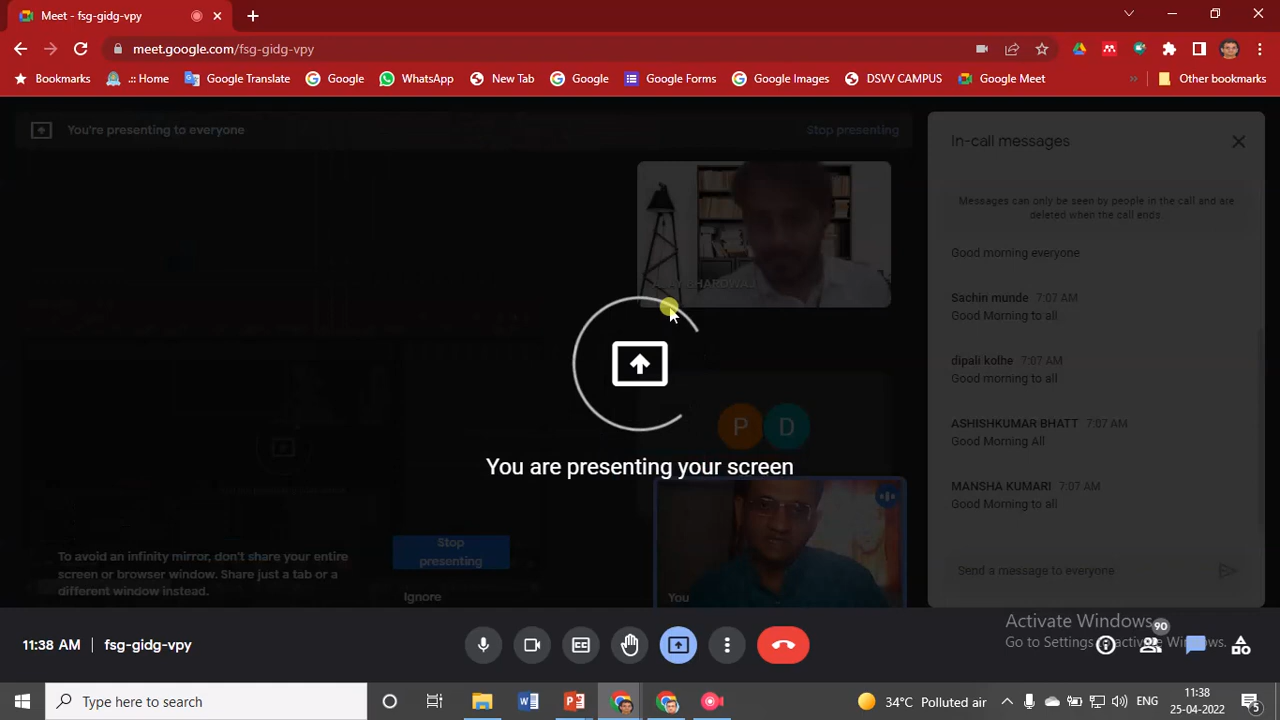 Meet - fsg-gidg-vpy
meet.google.com/fsg-gidg-vpy
Bookmarks
.:: Home
Google Translate
Google
WhatsApp
New Tab
Google
Google Forms
Google Images
DSVV CAMPUS
Google Meet
»
Other bookmarks
You're presenting to everyone
Stop presenting
In-call messages
Messages can only be seen by people in the call and are
deleted when the call ends.
Good morning everyone
Sachin munde 7:07 AM
Good Morning to all
dipali kolhe 7:07 AM
Good morning to all
ASHISHKUMAR BHATT 7:07 AM
Good Morning All
MANSHA KUMARI 7:07 AM
Good Morning to all
Send a message to everyone
P
D
You are presenting your screen
To avoid an infinity mirror, don't share your entire
screen or browser window. Share just a tab or a
different window instead.
Stop
presenting
Ignore
You
Activate Windows
Go to Settings to activate Windows.
90
11:38 AM | fsg-gidg-vpy
CC
Type here to search
34°C Polluted air
ENG
11:38
25-04-2022
5